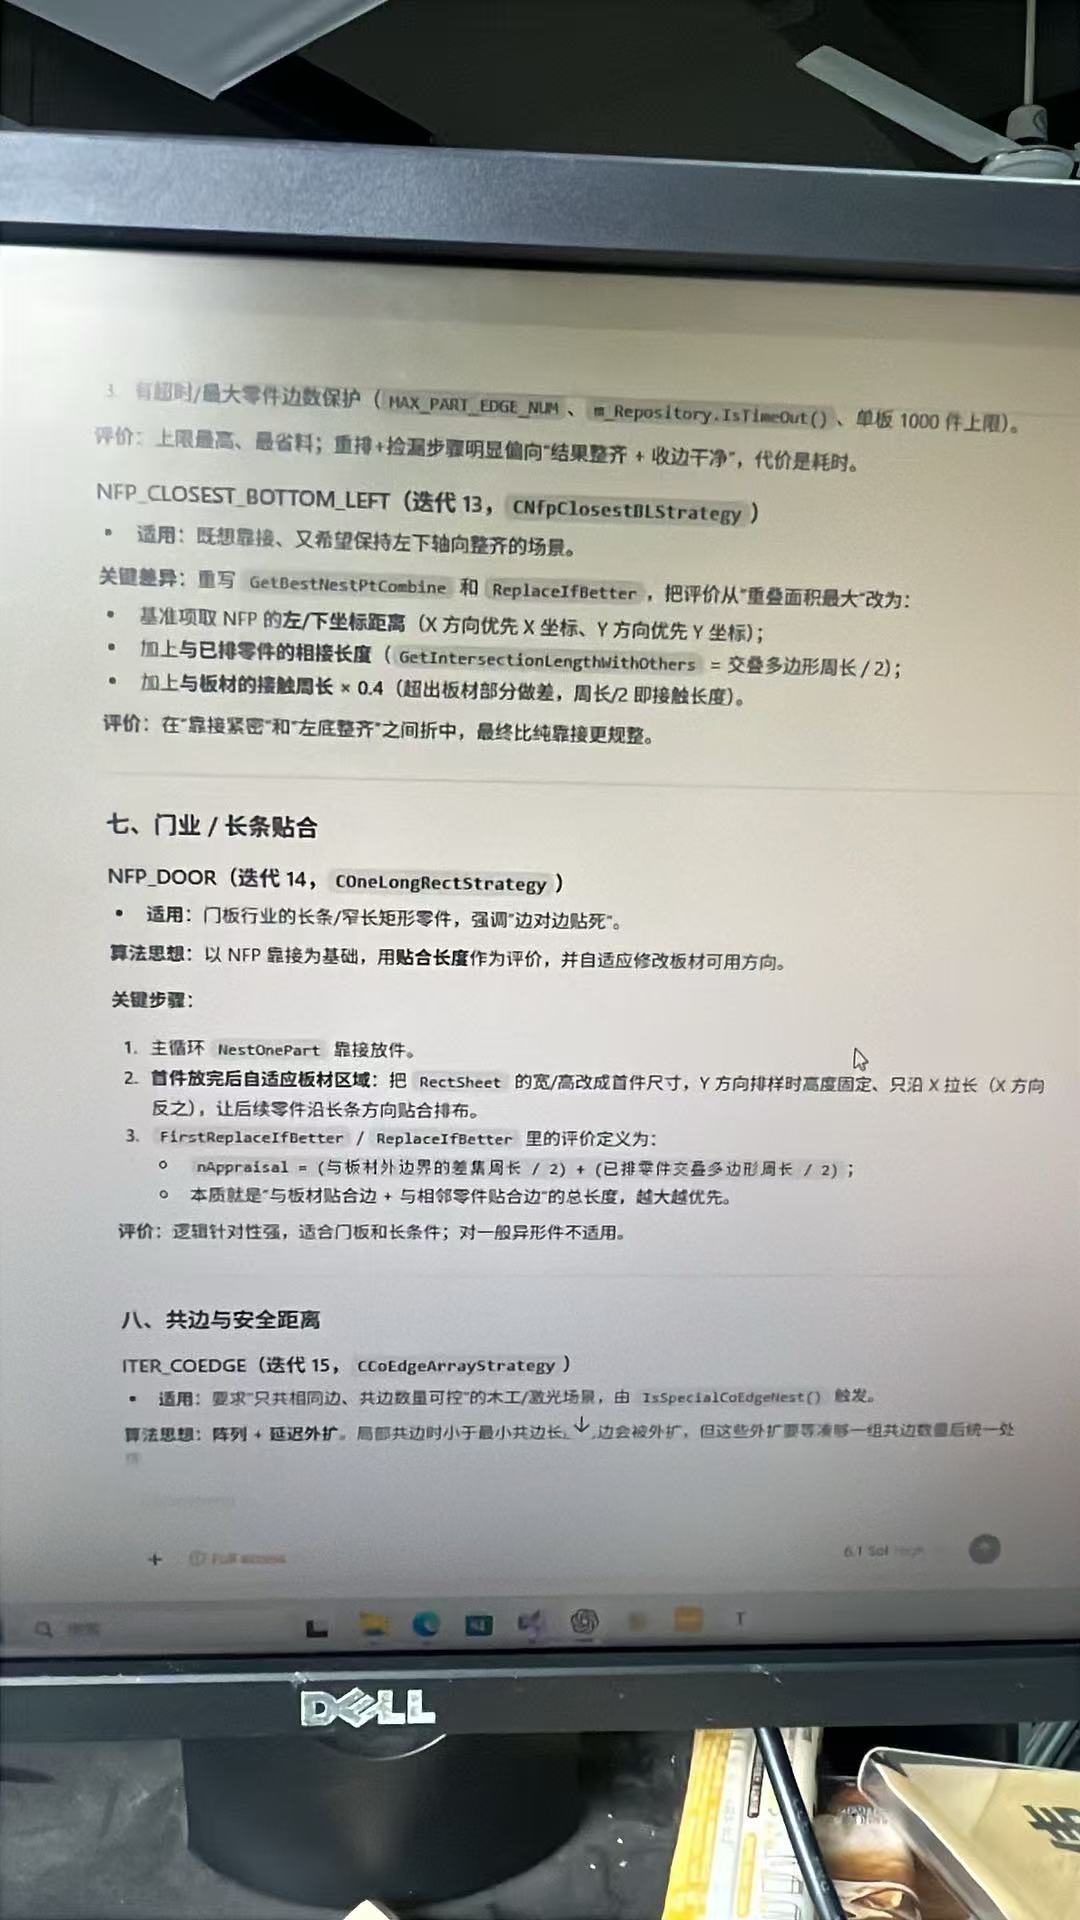 3. 有超时/最大零件边数保护（MAX_PART_EDGE_NUM、m_Repository.IsTimeOut()、单板 1000 件上限）。
评价：上限最高、最省料；重排+捡漏步骤明显偏向"结果整齐 + 收边干净"，代价是耗时。
NFP_CLOSEST_BOTTOM_LEFT（迭代 13，CNfpClosestBLStrategy）
• 适用：既想靠接、又希望保持左下轴向整齐的场景。
关键差异：重写 GetBestNestPtCombine 和 ReplaceIfBetter，把评价从"重叠面积最大"改为：
• 基准项取 NFP 的左/下坐标距离（X 方向优先 X 坐标、Y 方向优先 Y 坐标）；
• 加上与已排零件的相接长度（GetIntersectionLengthWithOthers = 交叠多边形周长 / 2）；
• 加上与板材的接触周长 × 0.4（超出板材部分做差，周长/2 即接触长度）。
评价：在"靠接紧密"和"左底整齐"之间折中，最终比纯靠接更规整。
七、门业 / 长条贴合
NFP_DOOR（迭代 14，COneLongRectStrategy）
• 适用：门板行业的长条/窄长矩形零件，强调"边对边贴死"。
算法思想：以 NFP 靠接为基础，用贴合长度作为评价，并自适应修改板材可用方向。
关键步骤：
1. 主循环 NestOnePart 靠接放件。
2. 首件放完后自适应板材区域：把 RectSheet 的宽/高改成首件尺寸，Y 方向排样时高度固定、只沿 X 拉长（X 方向
反之），让后续零件沿长条方向贴合排布。
3. FirstReplaceIfBetter / ReplaceIfBetter 里的评价定义为：
○ nAppraisal = (与板材外边界的差集周长 / 2) + (已排零件交叠多边形周长 / 2)；
○ 本质就是"与板材贴合边 + 与相邻零件贴合边"的总长度，越大越优先。
评价：逻辑针对性强，适合门板和长条件；对一般异形件不适用。
八、共边与安全距离
ITER_COEDGE（迭代 15，CCoEdgeArrayStrategy）
• 适用：要求"只共相同边、共边数量可控"的木工/激光场景，由 IsSpecialCoEdgeNest() 触发。
算法思想：阵列 + 延迟外扩。局部共边时小于最小共边长 边会被外扩，但这些外扩要等凑够一组共边数量后统一处
+ Full access 6.1 Sol High
搜索
T
DELL